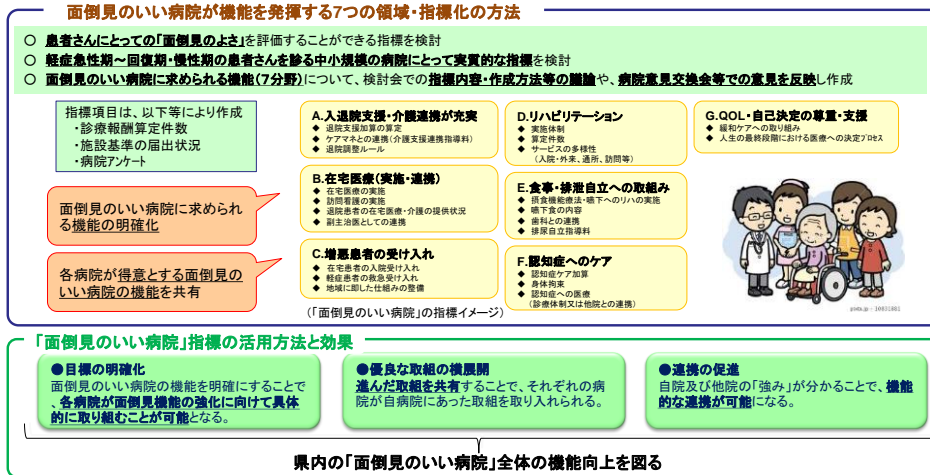 面倒見のいい病院が機能を発揮する7つの領域・指標化の方法
○ 患者さんにとっての「面倒見のよさ」を評価することができる指標を検討
○ 軽症急性期～回復期・慢性期の患者さんを診る中小規模の病院にとって実質的な指標を検討
○ 面倒見のいい病院に求められる機能(7分野)について、検討会での指標内容・作成方法等の議論や、病院意見交換会等での意見を反映し作成
指標項目は、以下等により作成
・診療報酬算定件数
・施設基準の届出状況
・病院アンケート
面倒見のいい病院に求められ
る機能の明確化
各病院が得意とする面倒見の
いい病院の機能を共有
A.入退院支援・介護連携が充実
◆ 退院支援加算の算定
◆ ケアマネとの連携(介護支援連携指導料)
◆ 退院調整ルール
B.在宅医療(実施・連携)
◆ 在宅医療の実施
◆ 訪問看護の実施
◆ 退院患者の在宅医療・介護の提供状況
◆ 副主治医としての連携
C.増悪患者の受け入れ
◆ 在宅患者の入院受け入れ
◆ 軽症患者の救急受け入れ
◆ 地域に即した仕組みの整備
D.リハビリテーション
◆ 実施体制
◆ 算定件数
◆ サービスの多様性
(入院・外来、通所、訪問等)
E.食事・排泄自立への取組み
◆ 摂食機能療法・嚥下へのリハの実施
◆ 嚥下食の内容
◆ 歯科との連携
◆ 排尿自立指導料
F.認知症へのケア
◆ 認知症ケア加算
◆ 身体拘束
◆ 認知症への医療
(診療体制又は他院との連携)
G.QOL・自己決定の尊重・支援
◆ 緩和ケアへの取り組み
◆ 人生の最終段階における医療への決定プロセス
(「面倒見のいい病院」の指標イメージ)
pixta.jp - 10631881
「面倒見のいい病院」指標の活用方法と効果
●目標の明確化
面倒見のいい病院の機能を明確にすることで
、各病院が面倒見機能の強化に向けて具体
的に取り組むことが可能となる。
●優良な取組の横展開
進んだ取組を共有することで、それぞれの病
院が自病院にあった取組を取り入れられる。
●連携の促進
自院及び他院の「強み」が分かることで、機能
的な連携が可能になる。
県内の「面倒見のいい病院」全体の機能向上を図る